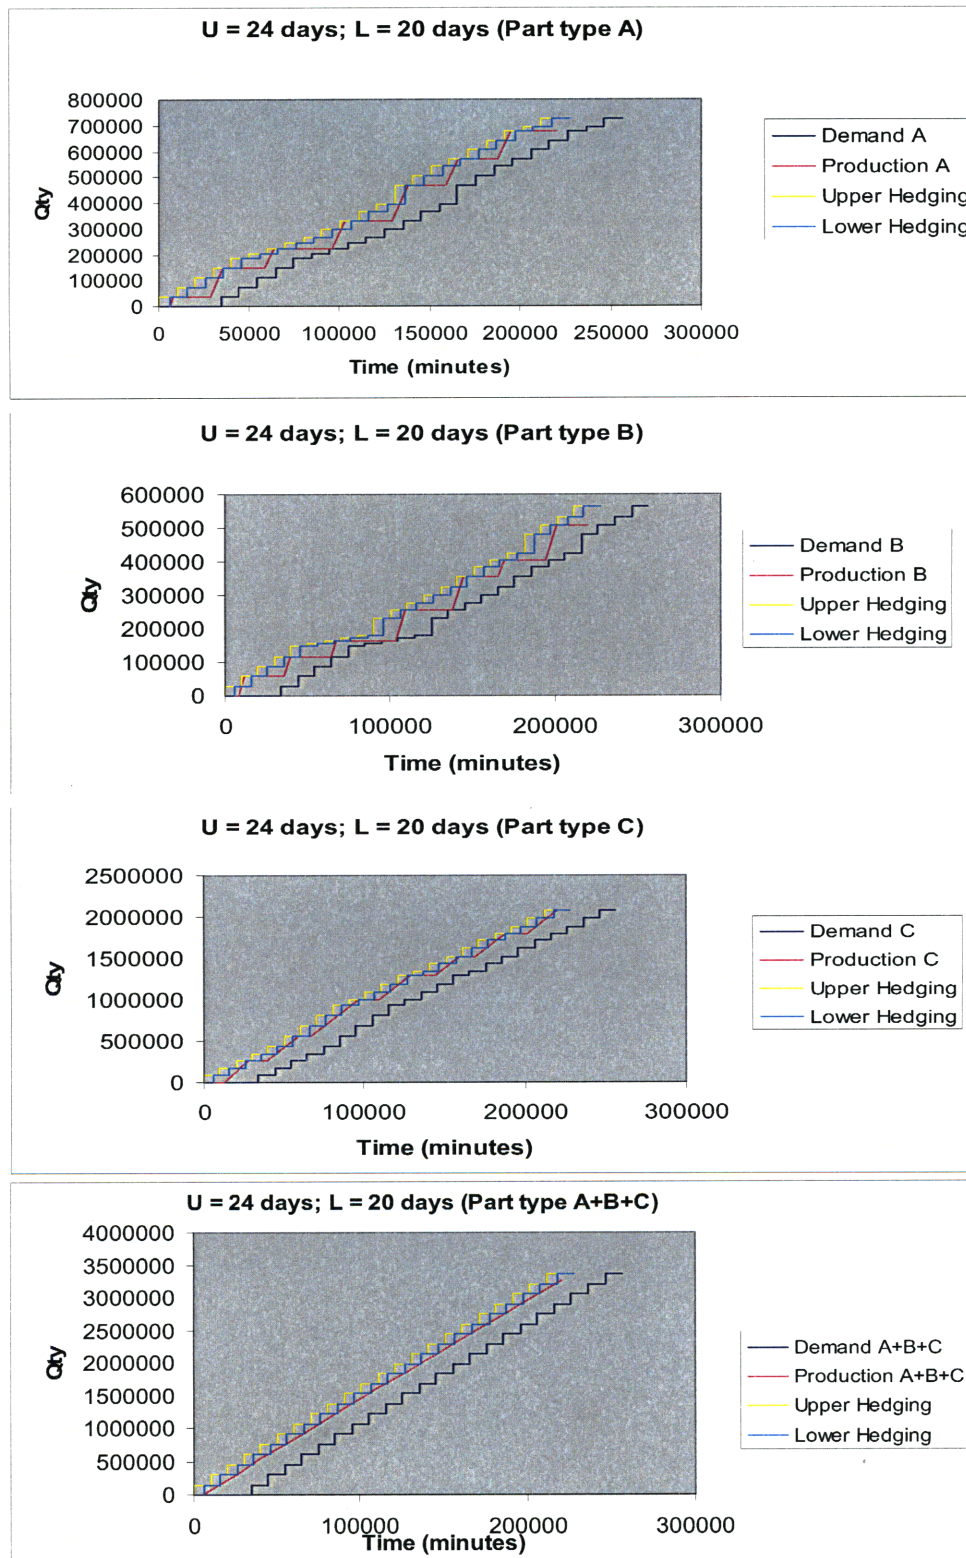 U = 24 days; L = 20 days (Part type A)
800000
700000
600000
500000
400000
300000
200000
100000
0
Qty
0 50000 100000 150000 200000 250000 300000
Time (minutes)
Demand A
Production A
Upper Hedging
Lower Hedging
U = 24 days; L = 20 days (Part type B)
600000
500000
400000
300000
200000
100000
0
Qty
0 100000 200000 300000
Time (minutes)
Demand B
Production B
Upper Hedging
Lower Hedging
U = 24 days; L = 20 days (Part type C)
2500000
2000000
1500000
1000000
500000
0
Qty
0 100000 200000 300000
Time (minutes)
Demand C
Production C
Upper Hedging
Lower Hedging
U = 24 days; L = 20 days (Part type A+B+C)
4000000
3500000
3000000
2500000
2000000
1500000
1000000
500000
0
Qty
0 100000 200000 300000
Time (minutes)
Demand A+B+C
Production A+B+C
Upper Hedging
Lower Hedging